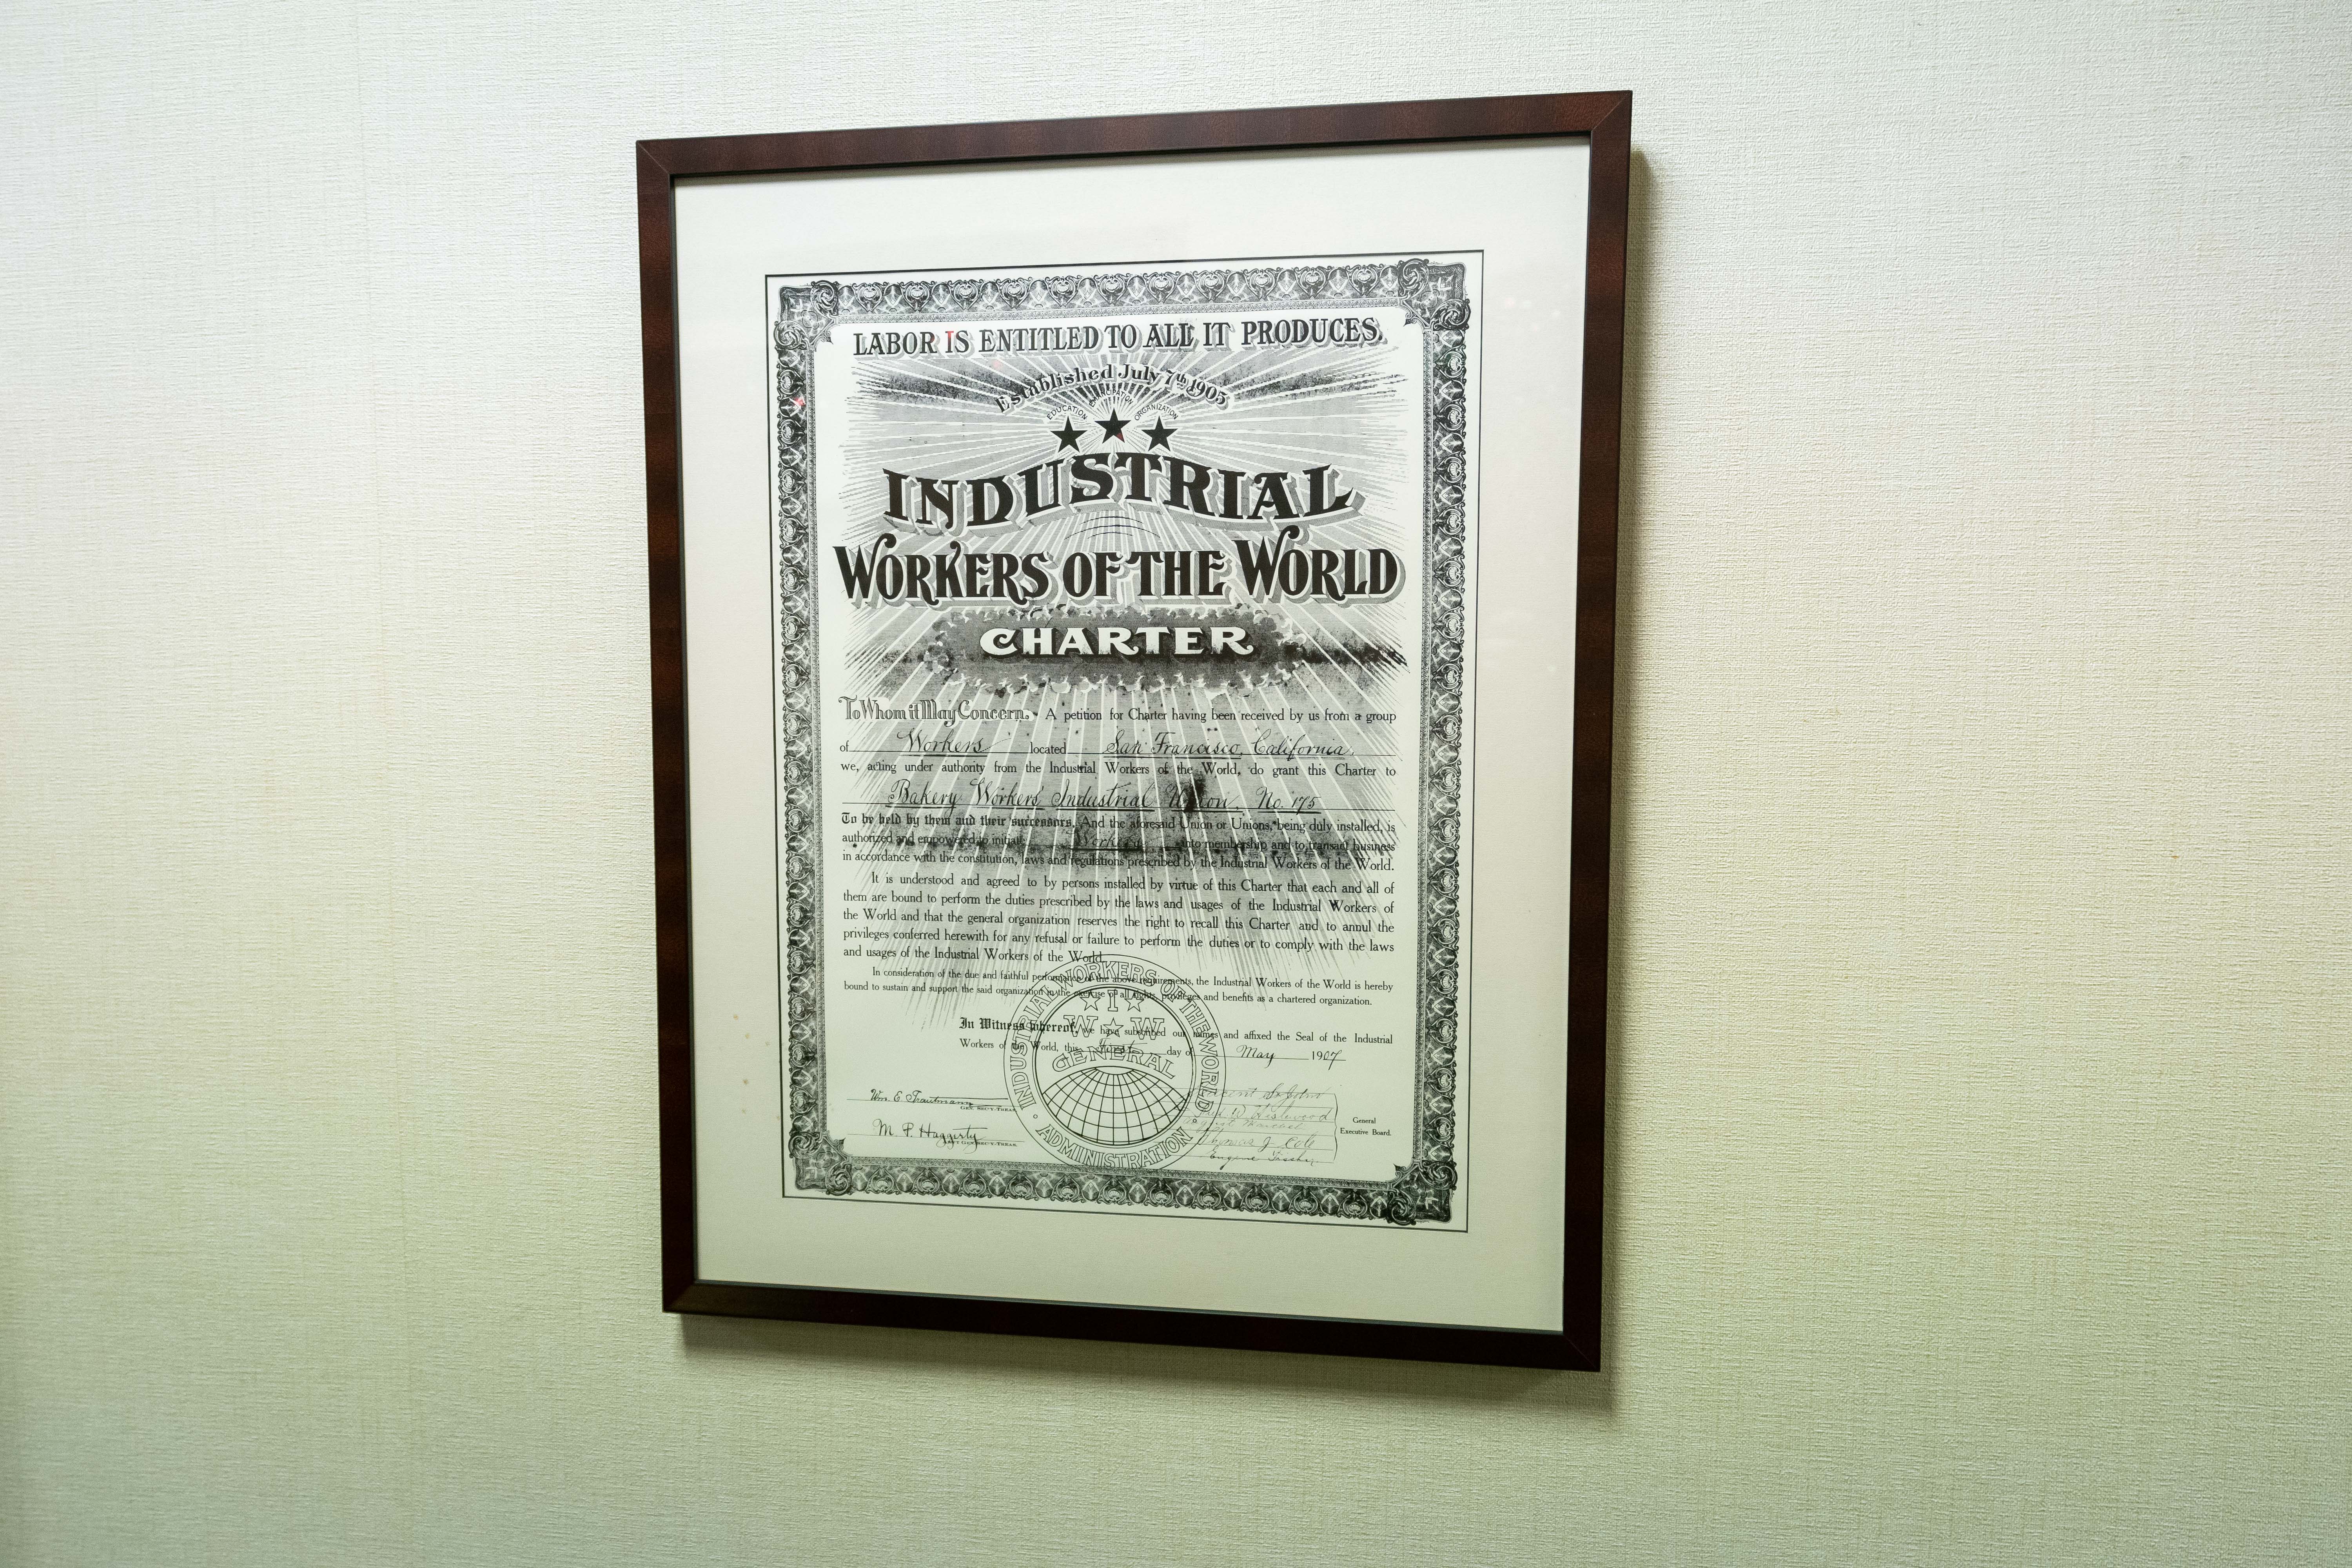 LABOR IS ENTITLED TO ALL IT PRODUCES.
Established July 7th 1905
EDUCATION EMANCIPATION ORGANIZATION
INDUSTRIAL
WORKERS OF THE WORLD
CHARTER
To Whom it May Concern. A petition for Charter having been received by us from a group
of Workers located San Francisco, California.
we, acting under authority from the Industrial Workers of the World, do grant this Charter to
Bakery Workers' Industrial Union. No 175
To be held by them and their successors. And the aforesaid Union or Unions, being duly installed, is
authorized and empowered to initiate Workers into membership and to transact business
in accordance with the constitution, laws and regulations prescribed by the Industrial Workers of the World.
It is understood and agreed to by persons installed by virtue of this Charter that each and all of
them are bound to perform the duties prescribed by the laws and usages of the Industrial Workers of
the World and that the general organization reserves the right to recall this Charter and to annul the
privileges conferred herewith for any refusal or failure to perform the duties or to comply with the laws
and usages of the Industrial Workers of the World.
In consideration of the due and faithful performance of the above requirements, the Industrial Workers of the World is hereby
bound to sustain and support the said organization in the exercise of all rights, privileges and benefits as a chartered organization.
In Witness Whereof, we have subscribed our names and affixed the Seal of the Industrial
Workers of the World, this first day of May 1907
INDUSTRIAL WORKERS OF THE WORLD
I
W W
GENERAL
ADMINISTRATION
Wm. E. Trautmann
GEN. SEC'Y-TREAS.
M. P. Haggerty
ASST GEN SEC'Y-TREAS.
Vincent St John
Fred W Heslewood
Thomas J. Cole
Eugene Fischer
General
Executive Board.